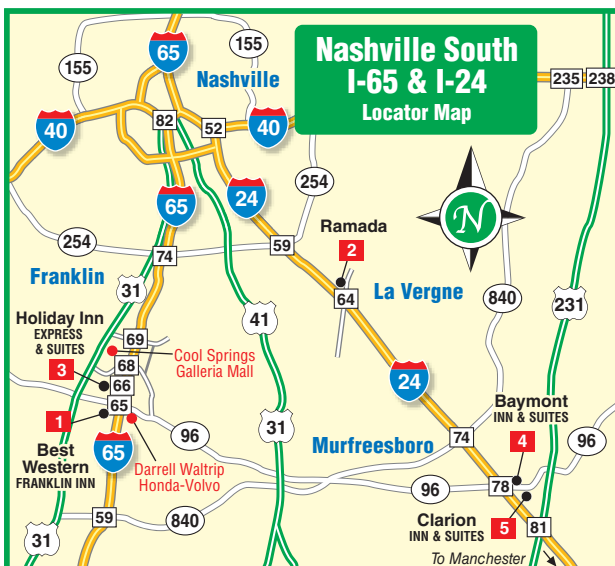 Nashville South
I-65 & I-24
Locator Map
155
65
155
Nashville
235
238
40
82
52
40
65
24
254
254
74
59
Ramada
2
Franklin
31
64
La Vergne
840
231
41
Holiday Inn
EXPRESS
& SUITES
3
69
Cool Springs
Galleria Mall
68
66
24
1
65
Baymont
INN & SUITES
4
Best
Western
FRANKLIN INN
65
96
Darrell Waltrip
Honda-Volvo
31
Murfreesboro
74
96
96
78
Clarion
INN & SUITES
5
59
840
31
81
To Manchester
N